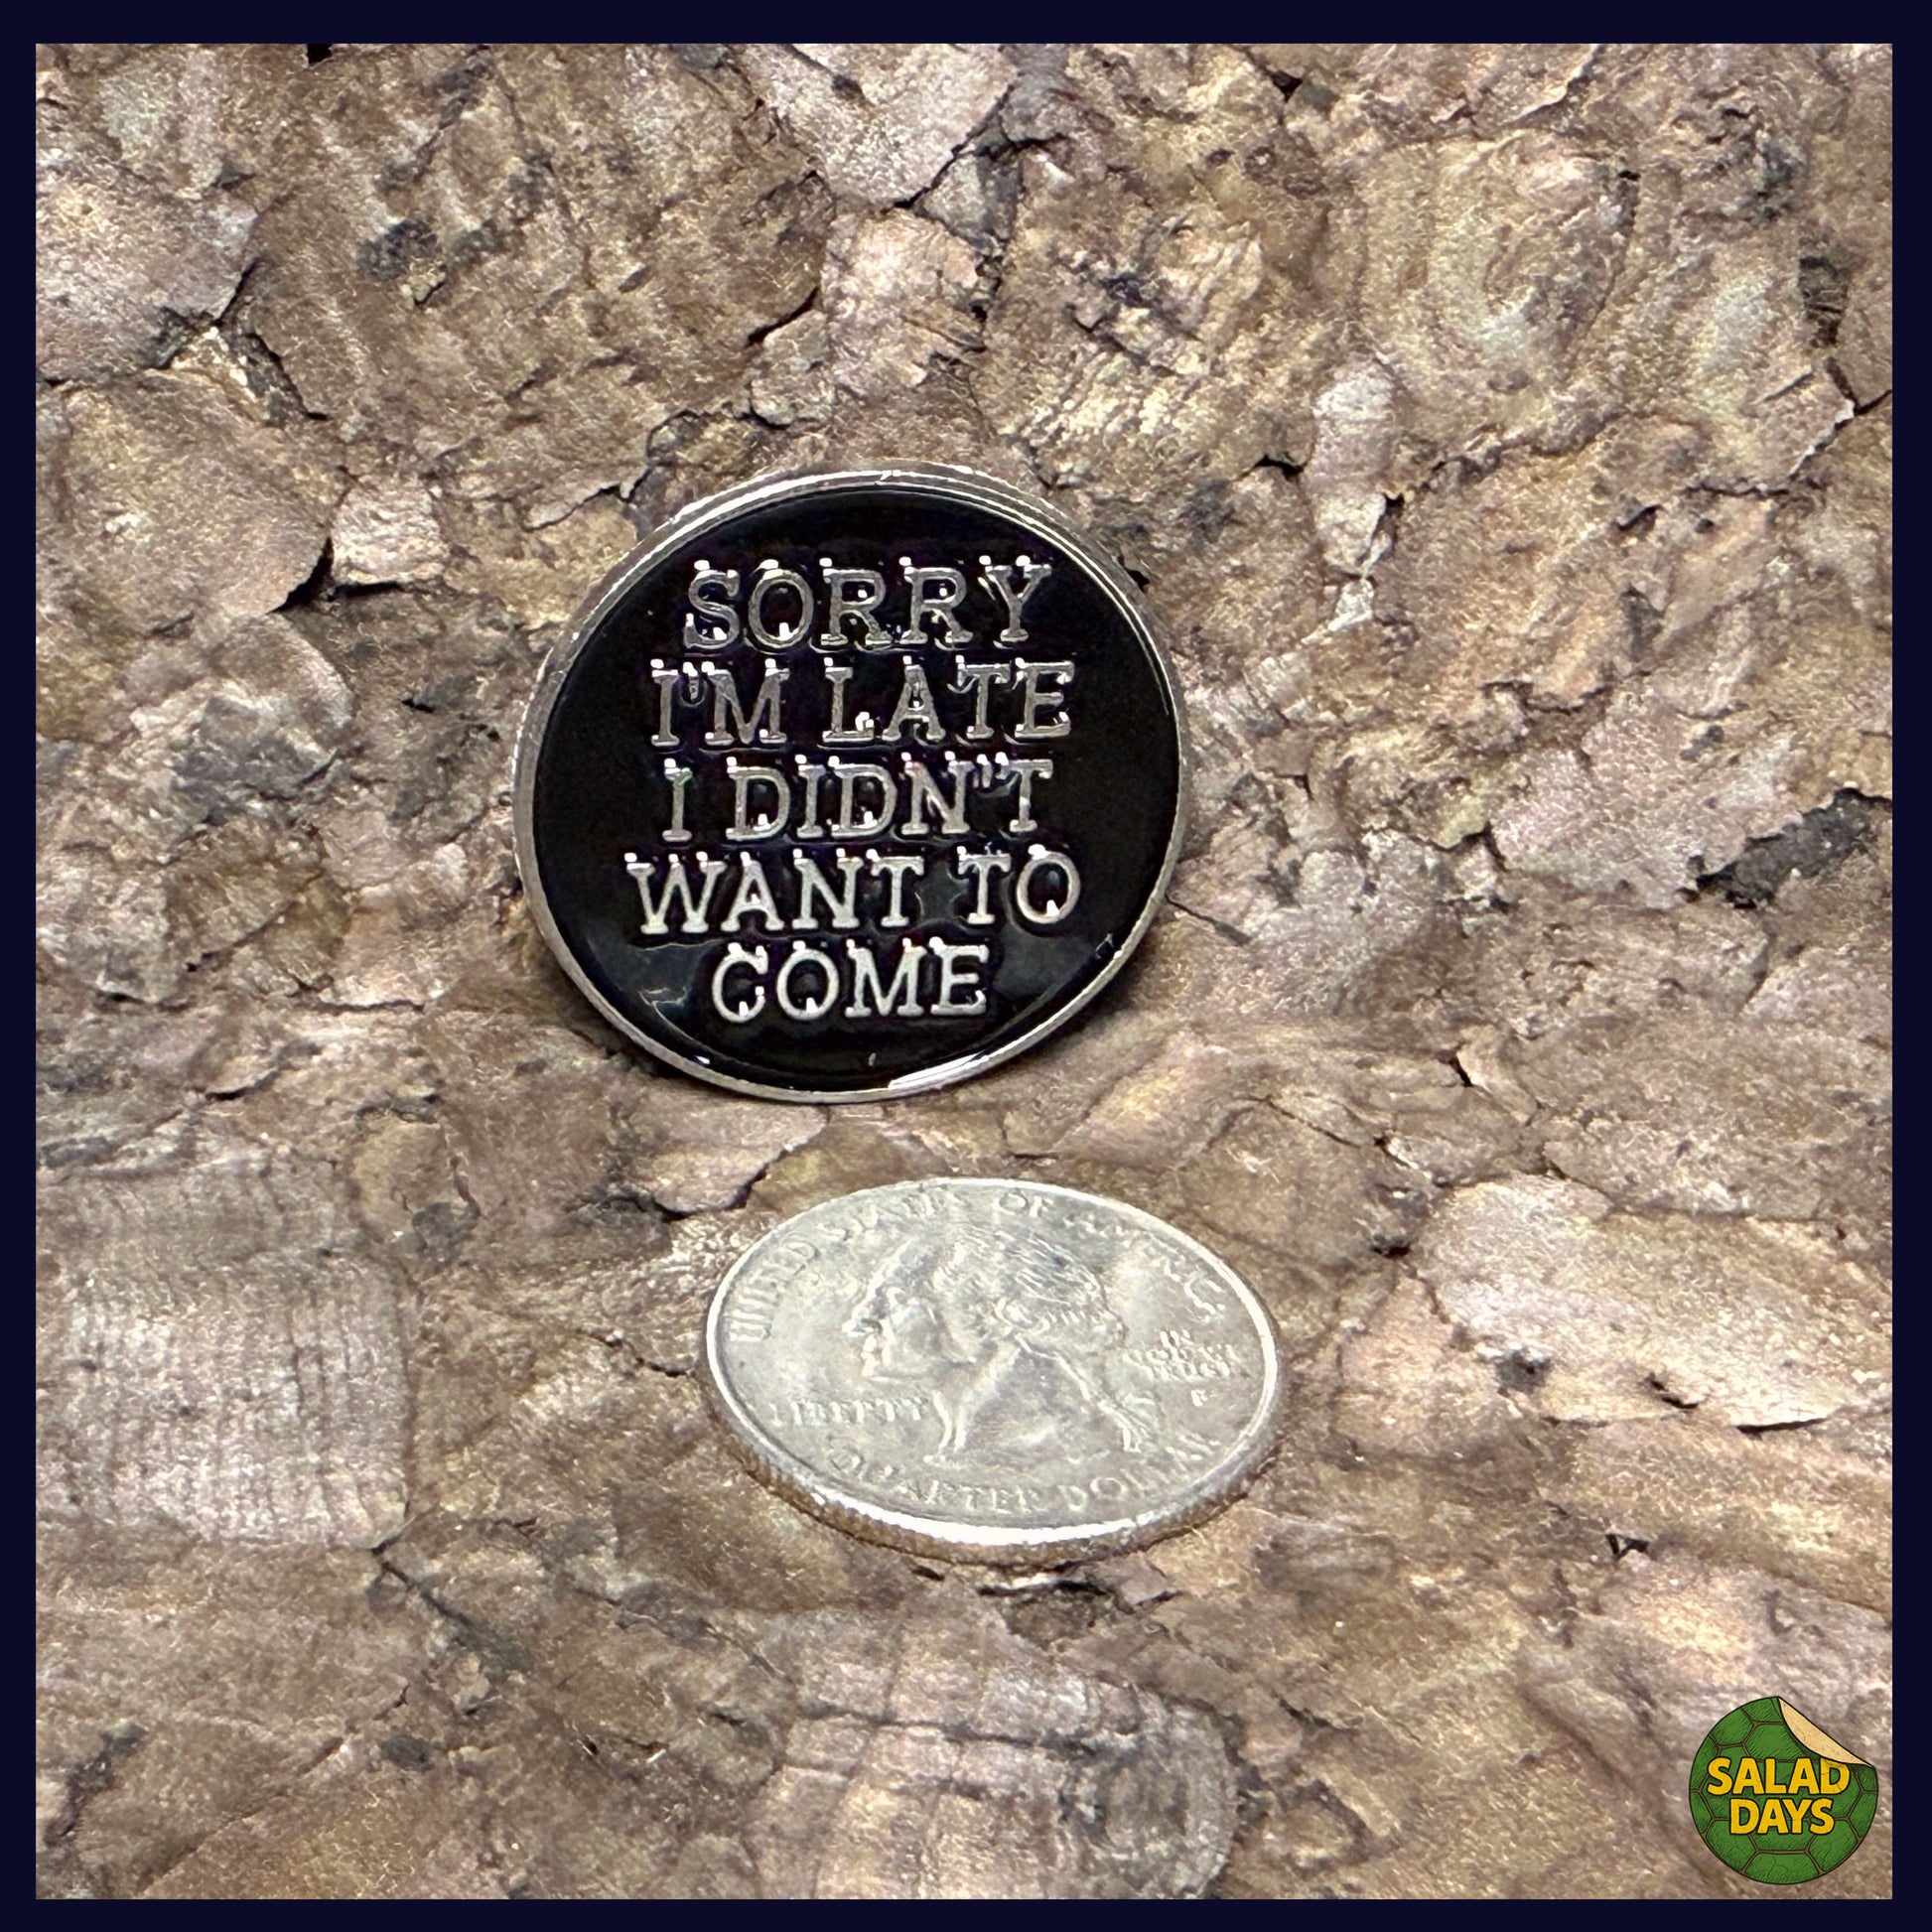 SORRY
I'M LATE
I DIDN'T
WANT TO
COME
UNITED STATES OF AMERICA
IN
GOD WE
TRUST
P
LIBERTY
QUARTER DOLLAR
SALAD
DAYS